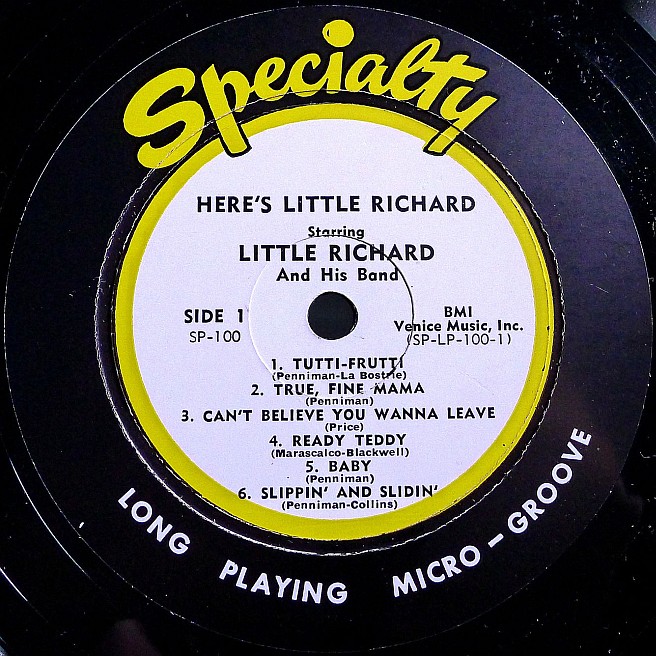 Specialty
HERE'S LITTLE RICHARD
Starring
LITTLE RICHARD
And His Band
SIDE 1
SP-100
BMI
Venice Music, Inc.
(SP-LP-100-1)
1. TUTTI-FRUTTI
(Penniman-La Bostrie)
2. TRUE, FINE MAMA
(Penniman)
3. CAN'T BELIEVE YOU WANNA LEAVE
(Price)
4. READY TEDDY
(Marascalco-Blackwell)
5. BABY
(Penniman)
6. SLIPPIN' AND SLIDIN'
(Penniman-Collins)
LONG PLAYING MICRO-GROOVE